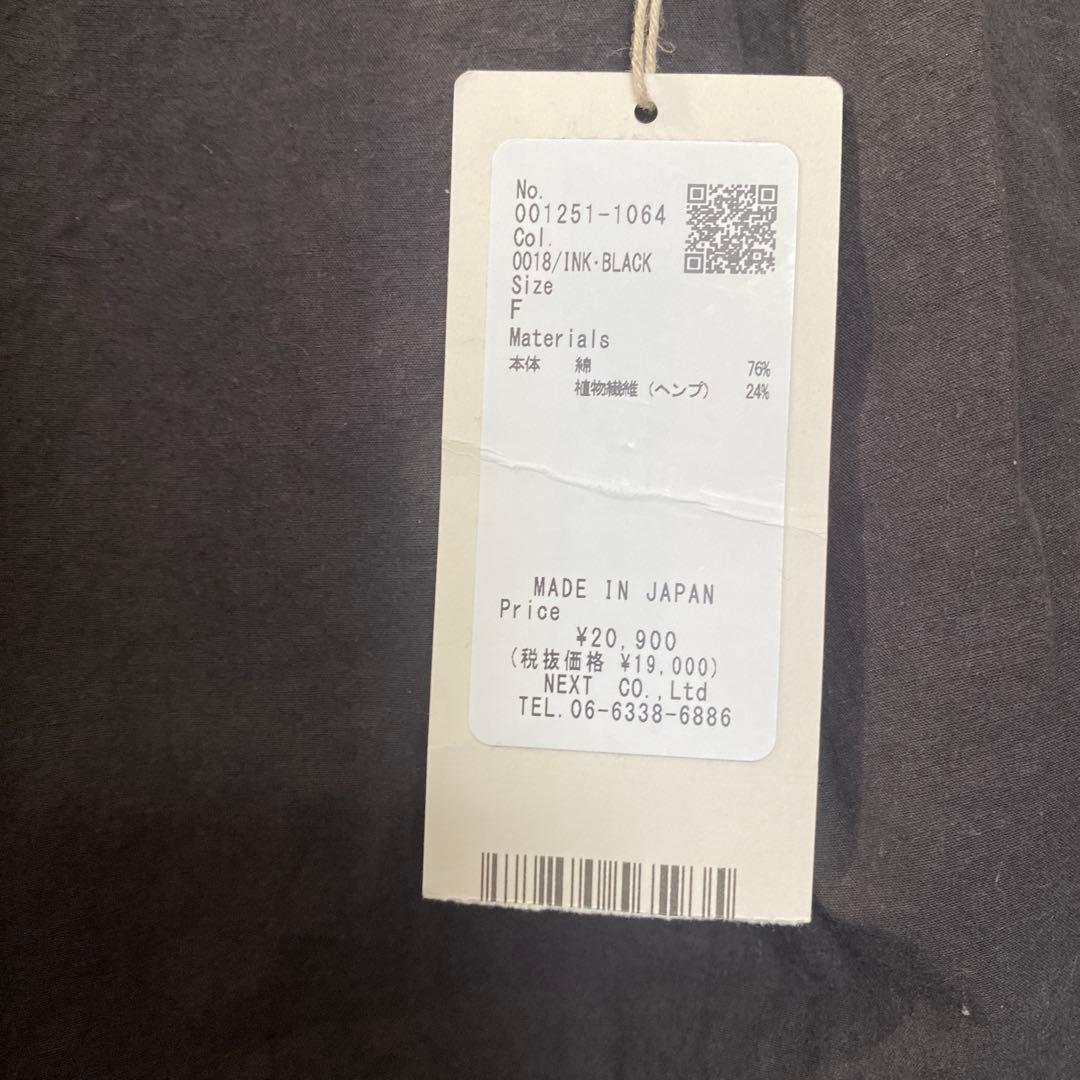 No.
001251-1064
Col.
0018/INK·BLACK
Size
F
Materials
本体 綿 76%
植物繊維 (ヘンプ) 24%
MADE IN JAPAN
Price
¥20,900
(税抜価格 ¥19,000)
NEXT CO.,Ltd
TEL.06-6338-6886